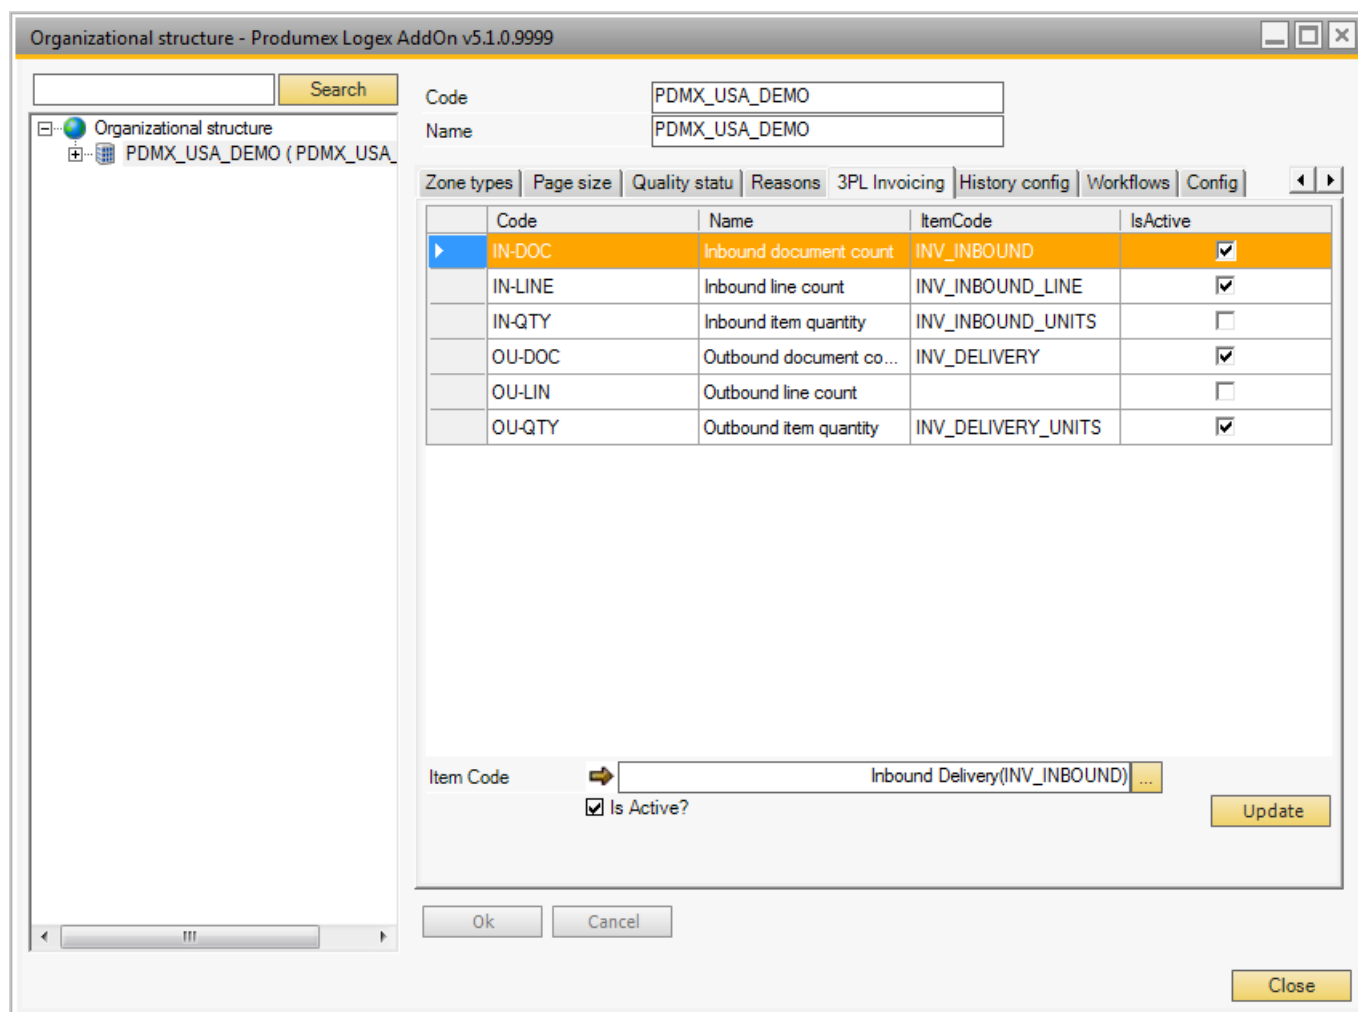 Organizational structure - Produmex Logex AddOn v5.1.0.9999
Search
Organizational structure
PDMX_USA_DEMO ( PDMX_USA_
Code PDMX_USA_DEMO
Name PDMX_USA_DEMO
Zone types Page size Quality statu Reasons 3PL Invoicing History config Workflows Config
Code Name ItemCode IsActive
IN-DOC Inbound document count INV_INBOUND
IN-LINE Inbound line count INV_INBOUND_LINE
IN-QTY Inbound item quantity INV_INBOUND_UNITS
OU-DOC Outbound document co... INV_DELIVERY
OU-LIN Outbound line count
OU-QTY Outbound item quantity INV_DELIVERY_UNITS
Item Code Inbound Delivery(INV_INBOUND) ...
Is Active?
Update
Ok Cancel
Close